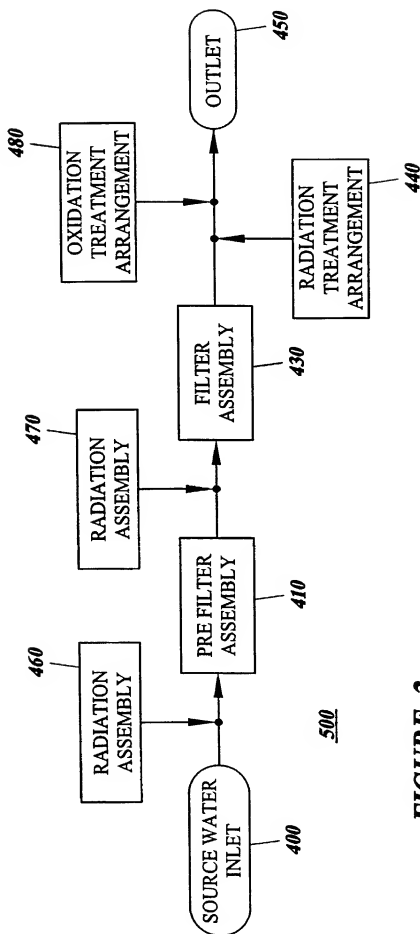 460
RADIATION
ASSEMBLY
470
RADIATION
ASSEMBLY
480
OXIDATION
TREATMENT
ARRANGEMENT
450
SOURCE WATER
INLET
400
PRE FILTER
ASSEMBLY
410
FILTER
ASSEMBLY
430
OUTLET
RADIATION
TREATMENT
ARRANGEMENT
440
500
FIGURE